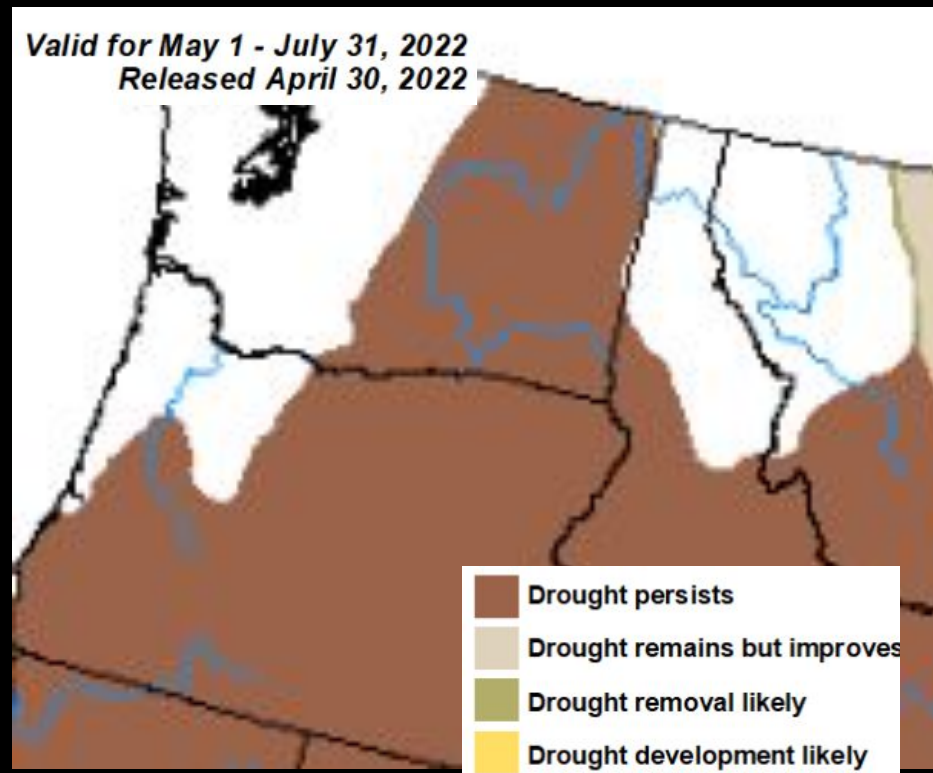 Valid for May 1 - July 31, 2022
Released April 30, 2022
Drought persists
Drought remains but improves
Drought removal likely
Drought development likely